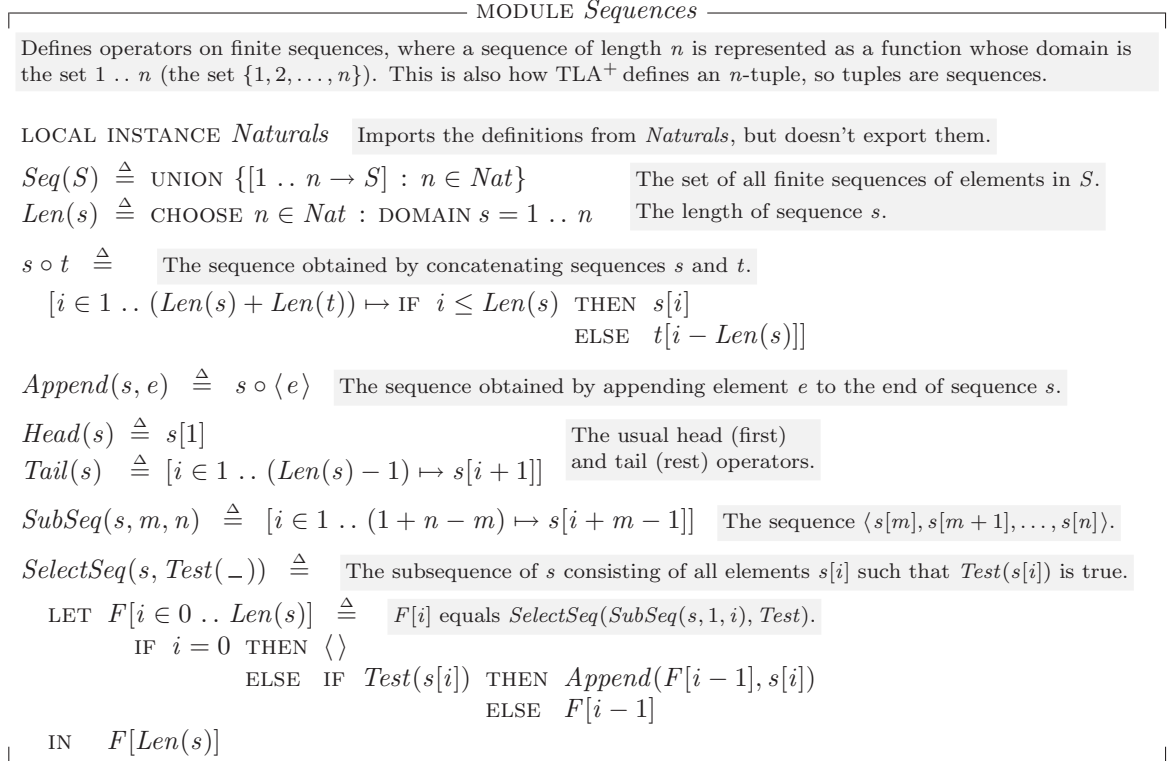 MODULE Sequences
Defines operators on finite sequences, where a sequence of length n is represented as a function whose domain is
the set 1 .. n (the set {1, 2, . . . , n}). This is also how TLA⁺ defines an n-tuple, so tuples are sequences.
LOCAL INSTANCE Naturals Imports the definitions from Naturals, but doesn't export them.
Seq(S) ≜ UNION {[1 .. n → S] : n ∈ Nat} The set of all finite sequences of elements in S.
Len(s) ≜ CHOOSE n ∈ Nat : DOMAIN s = 1 .. n The length of sequence s.
s ∘ t ≜ The sequence obtained by concatenating sequences s and t.
[i ∈ 1 .. (Len(s) + Len(t)) ↦ IF i ≤ Len(s) THEN s[i]
ELSE t[i − Len(s)]]
Append(s, e) ≜ s ∘ ⟨e⟩ The sequence obtained by appending element e to the end of sequence s.
Head(s) ≜ s[1] The usual head (first)
Tail(s) ≜ [i ∈ 1 .. (Len(s) − 1) ↦ s[i + 1]] and tail (rest) operators.
SubSeq(s, m, n) ≜ [i ∈ 1 .. (1 + n − m) ↦ s[i + m − 1]] The sequence ⟨s[m], s[m + 1], . . . , s[n]⟩.
SelectSeq(s, Test(_)) ≜ The subsequence of s consisting of all elements s[i] such that Test(s[i]) is true.
LET F[i ∈ 0 .. Len(s)] ≜ F[i] equals SelectSeq(SubSeq(s, 1, i), Test).
IF i = 0 THEN ⟨ ⟩
ELSE IF Test(s[i]) THEN Append(F[i − 1], s[i])
ELSE F[i − 1]
IN F[Len(s)]